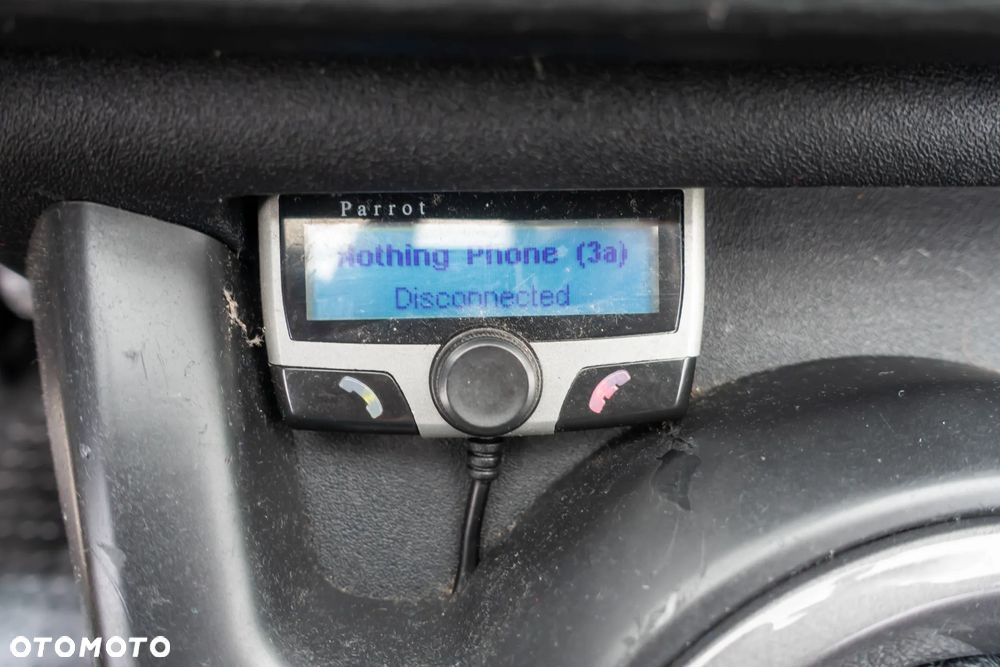 Parrot
Nothing Phone (3a)
Disconnected
OTOMOTO